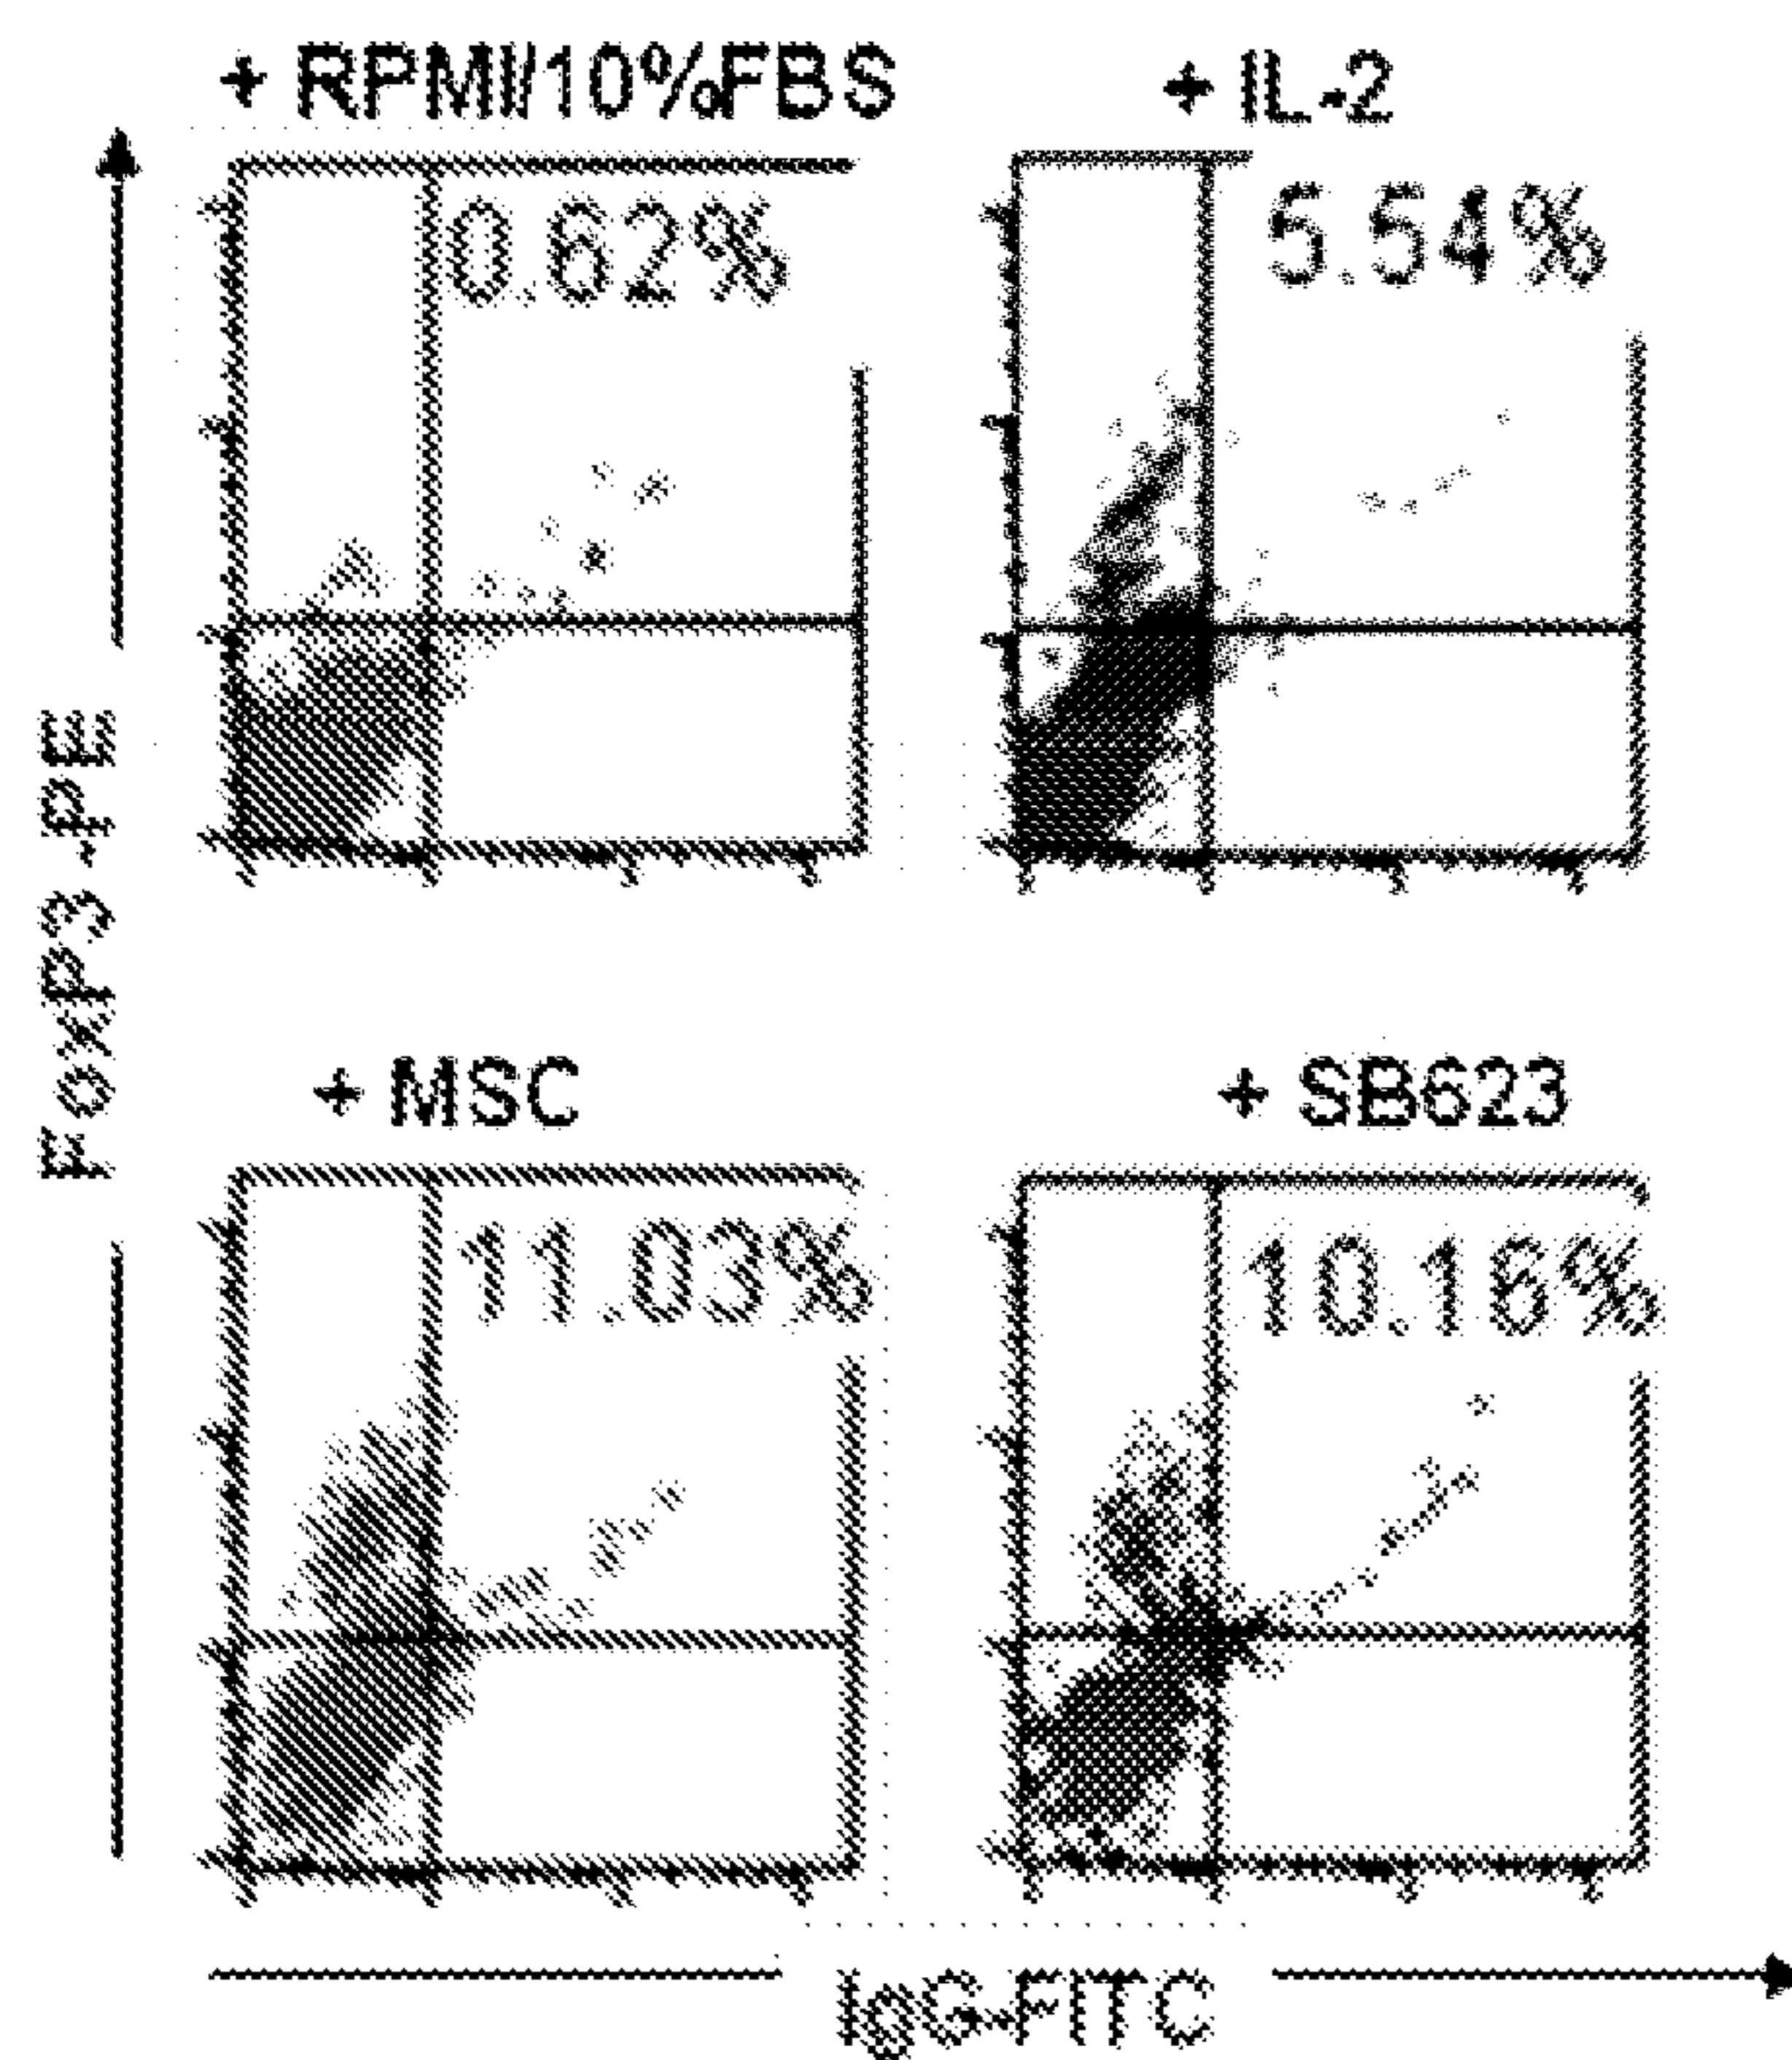 + RPMI/10%FBS
+ IL-2
0.62%
5.54%
FoxP3 -PE
+ MSC
+ SB623
11.03%
10.16%
IgG-FITC